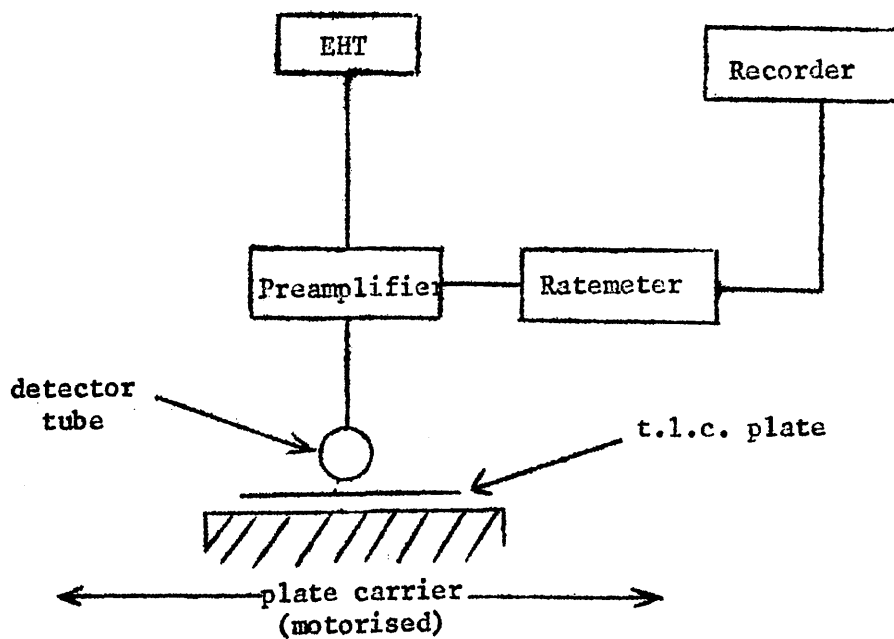 EHT
Recorder
Preamplifier
Ratemeter
detector
tube
t.l.c. plate
plate carrier
(motorised)